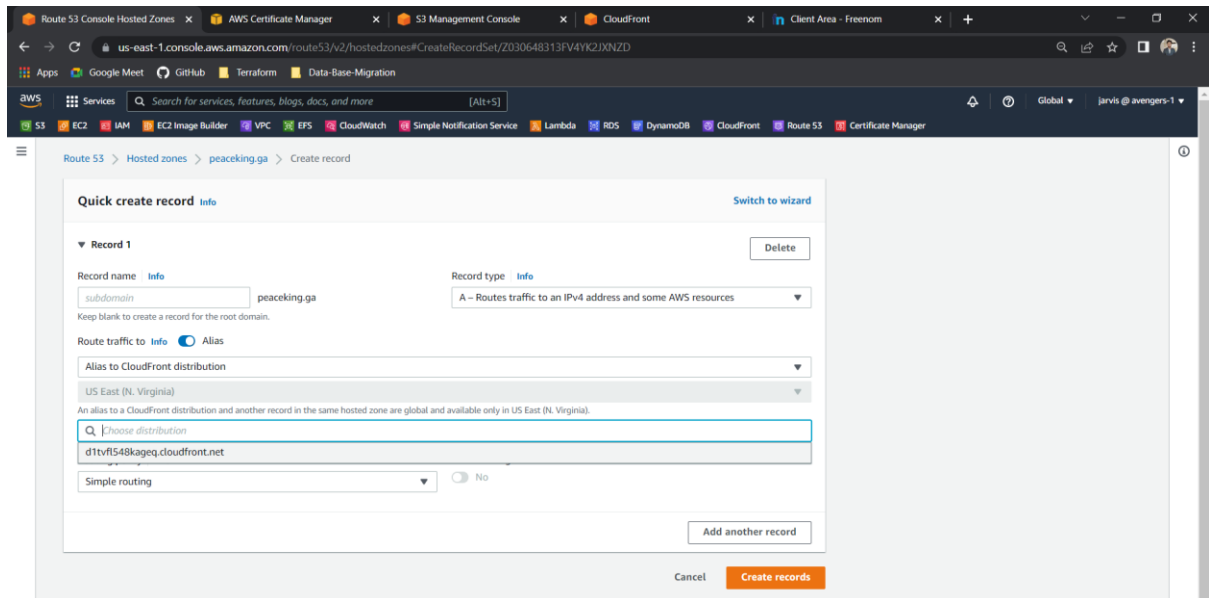 Route 53 Console Hosted Zones
AWS Certificate Manager
S3 Management Console
CloudFront
Client Area - Freenom
us-east-1.console.aws.amazon.com/route53/v2/hostedzones#CreateRecordSet/Z030648313FV4YK2JXNZD
Apps
Google Meet
GitHub
Terraform
Data-Base-Migration
aws
Services
Search for services, features, blogs, docs, and more
[Alt+S]
Global
jarvis @ avengers-1
S3
EC2
IAM
EC2 Image Builder
VPC
EFS
CloudWatch
Simple Notification Service
Lambda
RDS
DynamoDB
CloudFront
Route 53
Certificate Manager
Route 53 > Hosted zones > peaceking.ga > Create record
Quick create record Info
Switch to wizard
Record 1
Delete
Record name Info
Record type Info
subdomain
peaceking.ga
A – Routes traffic to an IPv4 address and some AWS resources
Keep blank to create a record for the root domain.
Route traffic to Info Alias
Alias to CloudFront distribution
US East (N. Virginia)
An alias to a CloudFront distribution and another record in the same hosted zone are global and available only in US East (N. Virginia).
Choose distribution
d1tvfl548kageq.cloudfront.net
Simple routing
No
Add another record
Cancel
Create records